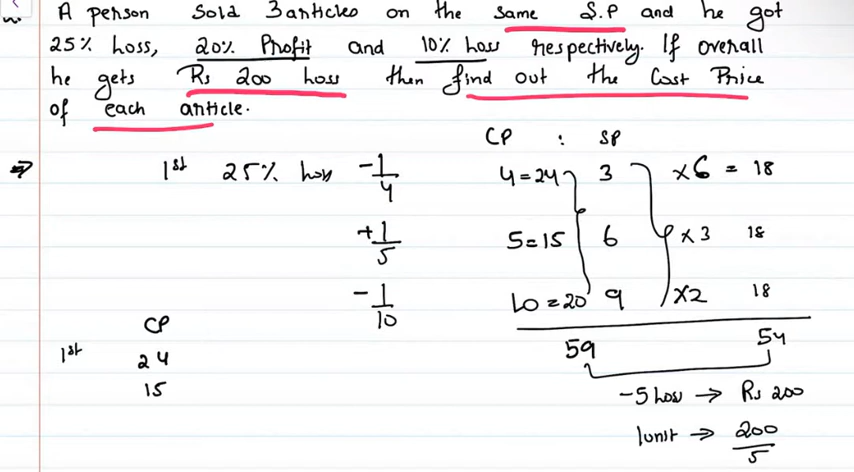 A person sold 3 articles on the same S.P and he got
25% Loss, 20% Profit and 10% loss respectively. If overall
he gets Rs 200 loss then find out the Cost Price
of each article.
CP : SP
⇒ 1st 25% loss -1/4 4=24 3 ×6 = 18
+1/5 5=15 6 ×3 18
-1/10 10=20 9 ×2 18
59 54
CP
1st 24
15
-5 loss → Rs 200
1unit → 200/5